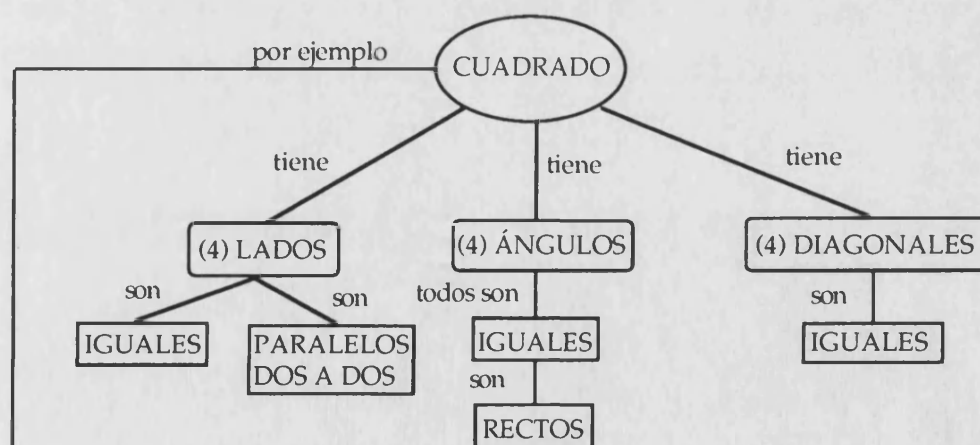 por ejemplo
CUADRADO
tiene
tiene
tiene
(4) LADOS
(4) ÁNGULOS
(4) DIAGONALES
son
son
todos son
son
IGUALES
PARALELOS
DOS A DOS
IGUALES
IGUALES
son
RECTOS